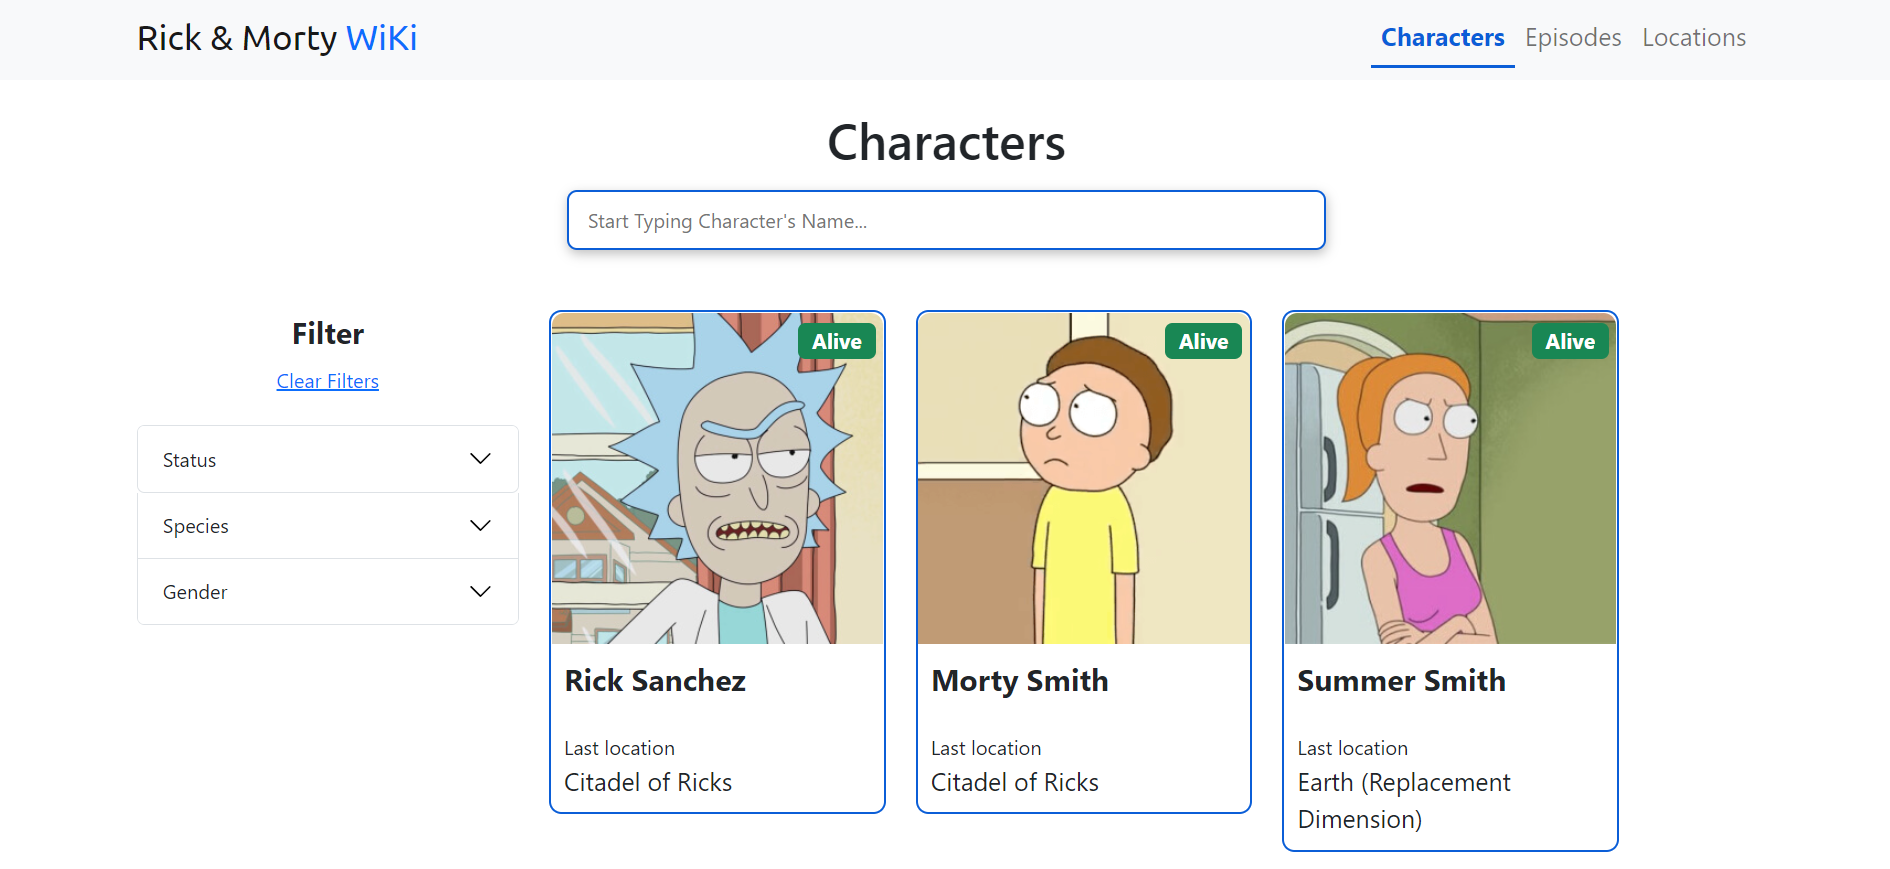 Rick & Morty WiKi
Characters Episodes Locations
Characters
Start Typing Character's Name...
Filter
Clear Filters
Status
Species
Gender
Alive
Rick Sanchez
Last location
Citadel of Ricks
Alive
Morty Smith
Last location
Citadel of Ricks
Alive
Summer Smith
Last location
Earth (Replacement
Dimension)